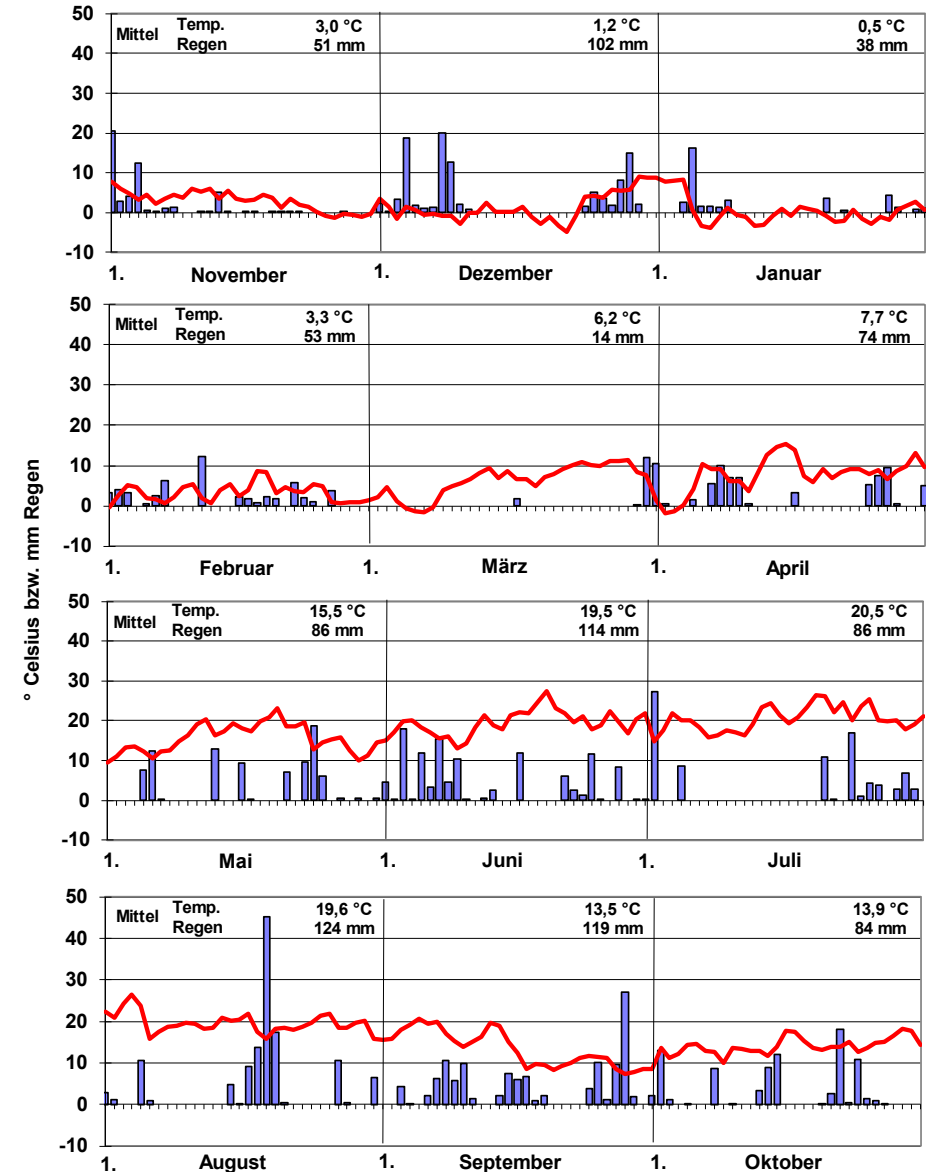 ° Celsius bzw. mm Regen
50
40
30
20
10
0
-10
Mittel Temp. 3,0 °C 1,2 °C 0,5 °C
Regen 51 mm 102 mm 38 mm
1. November 1. Dezember 1. Januar
50
40
30
20
10
0
-10
Mittel Temp. 3,3 °C 6,2 °C 7,7 °C
Regen 53 mm 14 mm 74 mm
1. Februar 1. März 1. April
50
40
30
20
10
0
-10
Mittel Temp. 15,5 °C 19,5 °C 20,5 °C
Regen 86 mm 114 mm 86 mm
1. Mai 1. Juni 1. Juli
50
40
30
20
10
0
-10
Mittel Temp. 19,6 °C 13,5 °C 13,9 °C
Regen 124 mm 119 mm 84 mm
1. August 1. September 1. Oktober